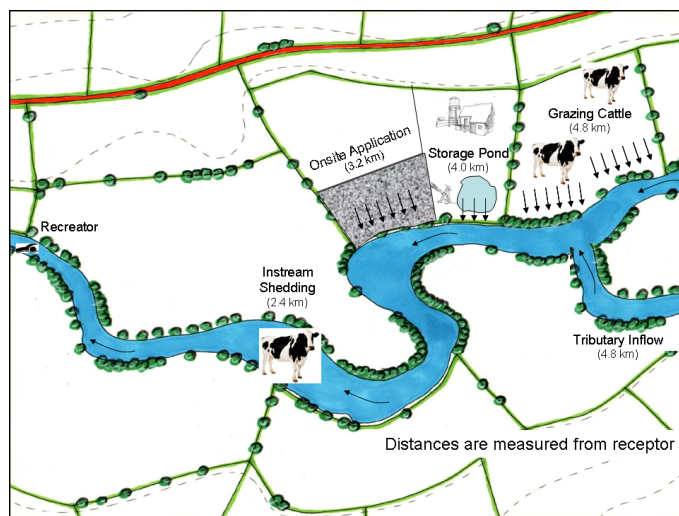 Grazing Cattle
(4.8 km)
Onsite Application
(3.2 km)
Storage Pond
(4.0 km)
Recreator
Instream
Shedding
(2.4 km)
Tributary Inflow
(4.8 km)
Distances are measured from receptor